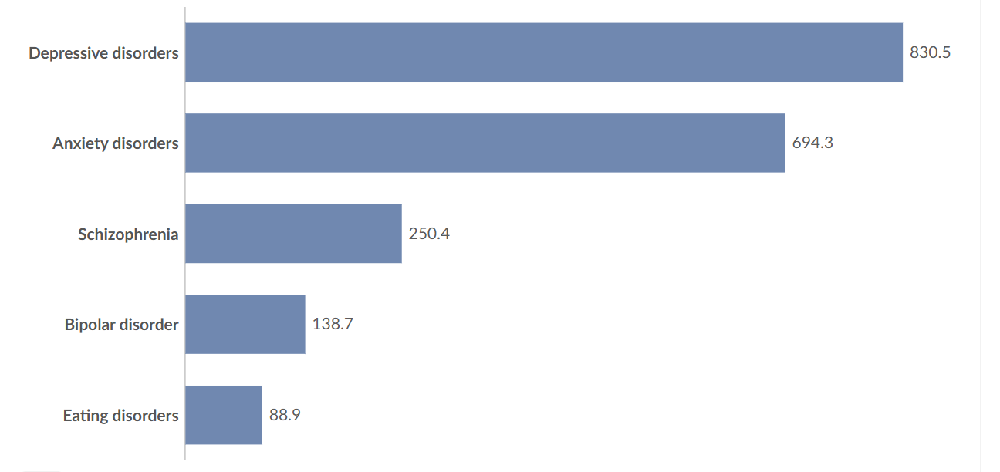 Depressive disorders 830.5
Anxiety disorders 694.3
Schizophrenia 250.4
Bipolar disorder 138.7
Eating disorders 88.9